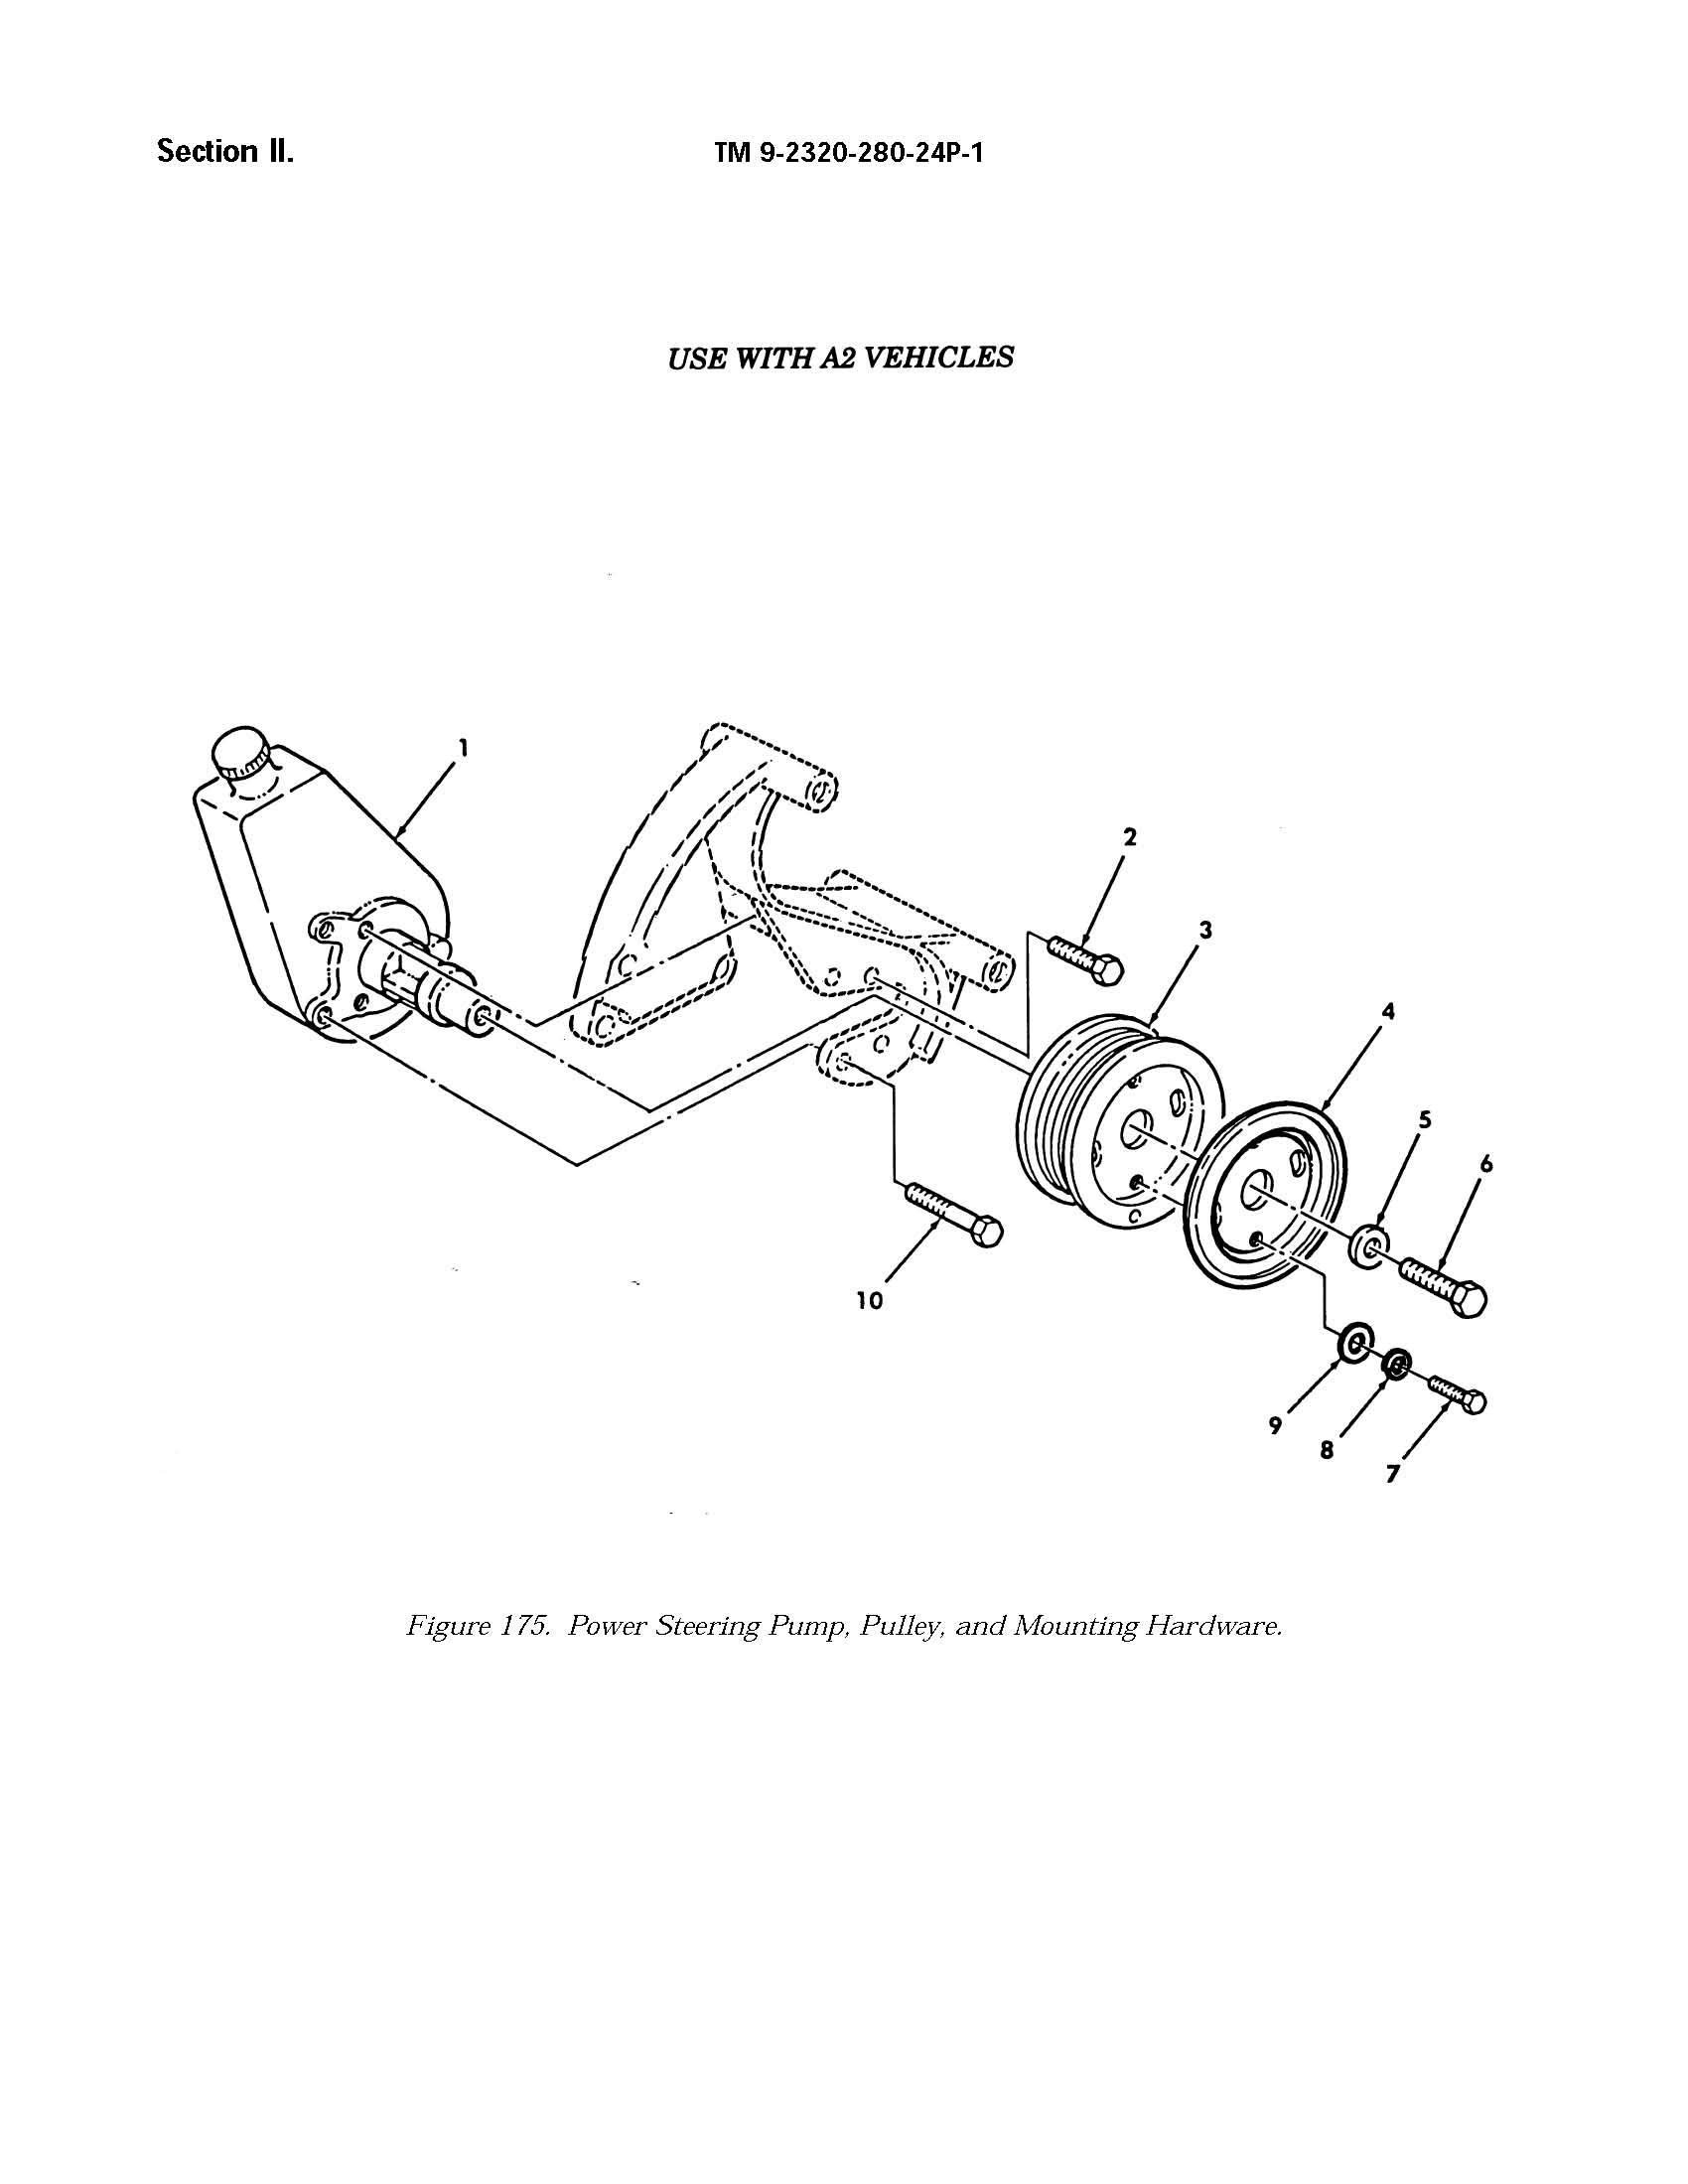 Section II.
TM 9-2320-280-24P-1
USE WITH A2 VEHICLES
1
2
3
4
5
6
10
9
8
7
Figure 175. Power Steering Pump, Pulley, and Mounting Hardware.